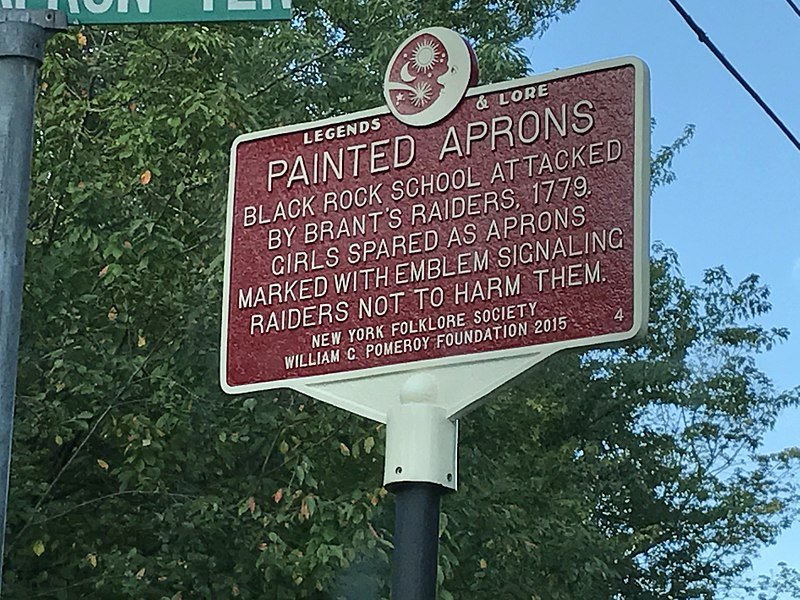 LEGENDS & LORE
PAINTED APRONS
BLACK ROCK SCHOOL ATTACKED
BY BRANT'S RAIDERS, 1779.
GIRLS SPARED AS APRONS
MARKED WITH EMBLEM SIGNALING
RAIDERS NOT TO HARM THEM.
NEW YORK FOLKLORE SOCIETY
WILLIAM G. POMEROY FOUNDATION 2015
4